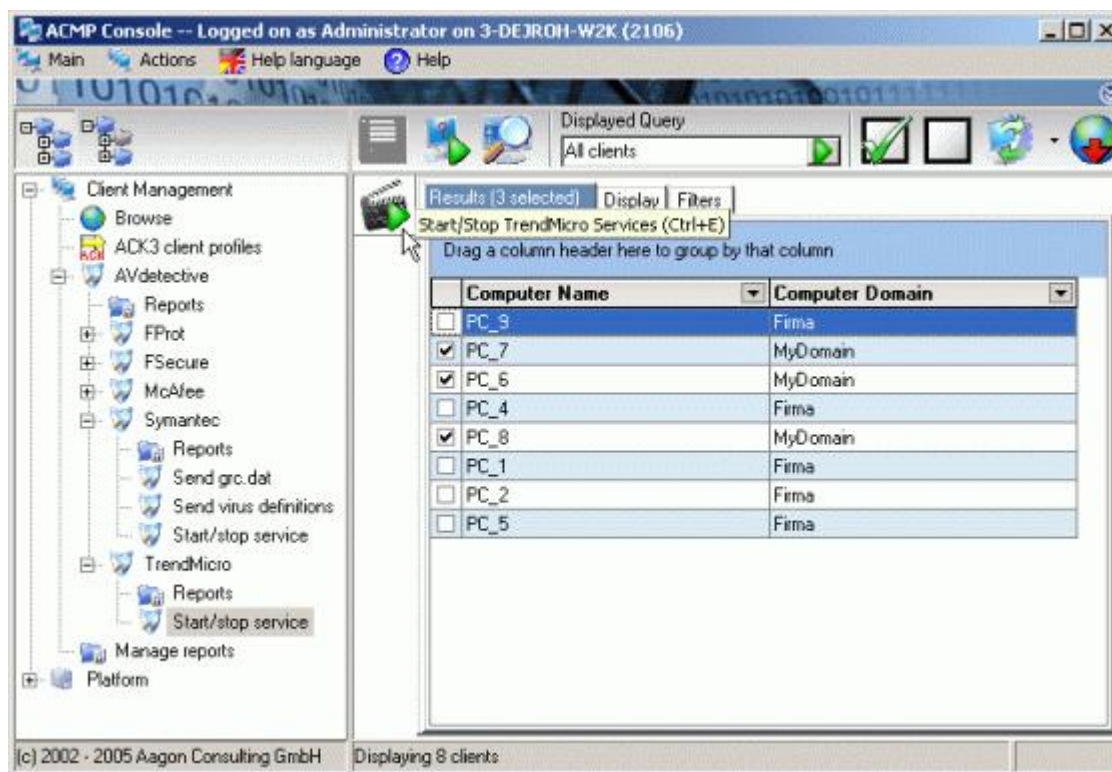 ACMP Console -- Logged on as Administrator on 3-DEJROH-W2K (2106)
Main Actions Help language Help
Displayed Query
All clients
Client Management
Browse
ACK3 client profiles
AVdetective
Reports
FProt
FSecure
McAfee
Symantec
Reports
Send grc.dat
Send virus definitions
Start/stop service
TrendMicro
Reports
Start/stop service
Manage reports
Platform
Results (3 selected) Display Filters
Start/Stop TrendMicro Services (Ctrl+E)
Drag a column header here to group by that column
Computer Name Computer Domain
PC_9 Firma
PC_7 MyDomain
PC_6 MyDomain
PC_4 Firma
PC_8 MyDomain
PC_1 Firma
PC_2 Firma
PC_5 Firma
(c) 2002 - 2005 Aagon Consulting GmbH Displaying 8 clients